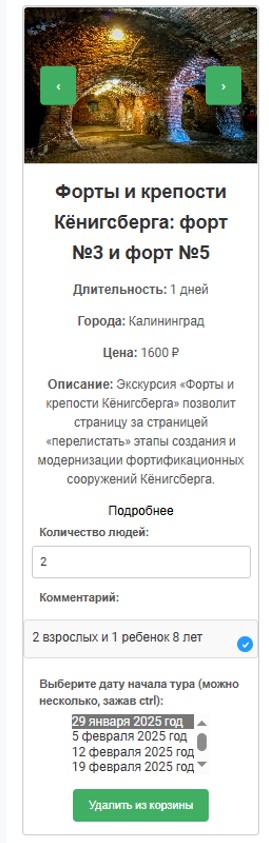 ‹ ›
Форты и крепости
Кёнигсберга: форт
№3 и форт №5
Длительность: 1 дней
Города: Калининград
Цена: 1600 ₽
Описание: Экскурсия «Форты и
крепости Кёнигсберга» позволит
страницу за страницей
«перелистать» этапы создания и
модернизации фортификационных
сооружений Кёнигсберга.
Подробнее
Количество людей:
2
Комментарий:
2 взрослых и 1 ребенок 8 лет
Выберите дату начала тура (можно
несколько, зажав ctrl):
29 января 2025 год
5 февраля 2025 год
12 февраля 2025 год
19 февраля 2025 год
Удалить из корзины